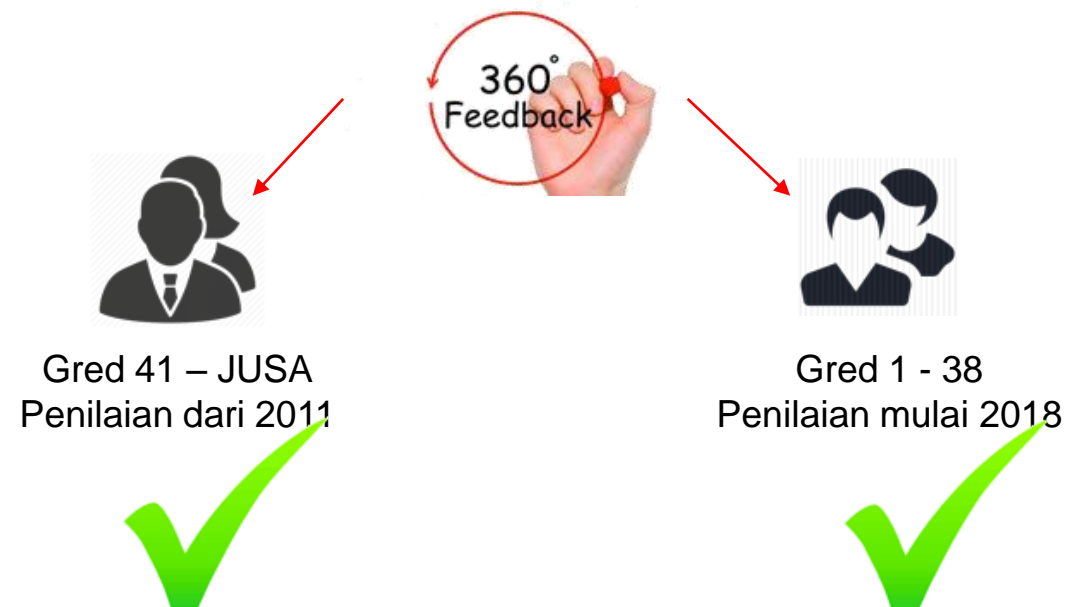 360°
Feedback
Gred 41 – JUSA
Penilaian dari 2011
Gred 1 - 38
Penilaian mulai 2018